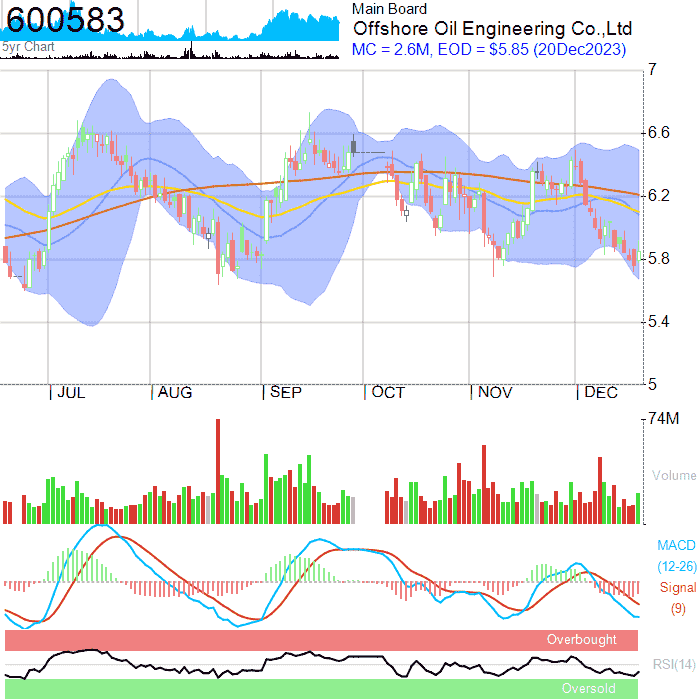 600583
5yr Chart
Main Board
Offshore Oil Engineering Co.,Ltd
MC = 2.6M, EOD = $5.85 (20Dec2023)
7
6.6
6.2
5.8
5.4
5
JUL AUG SEP OCT NOV DEC
74M
Volume
MACD
(12-26)
Signal
(9)
Overbought
RSI(14)
Oversold